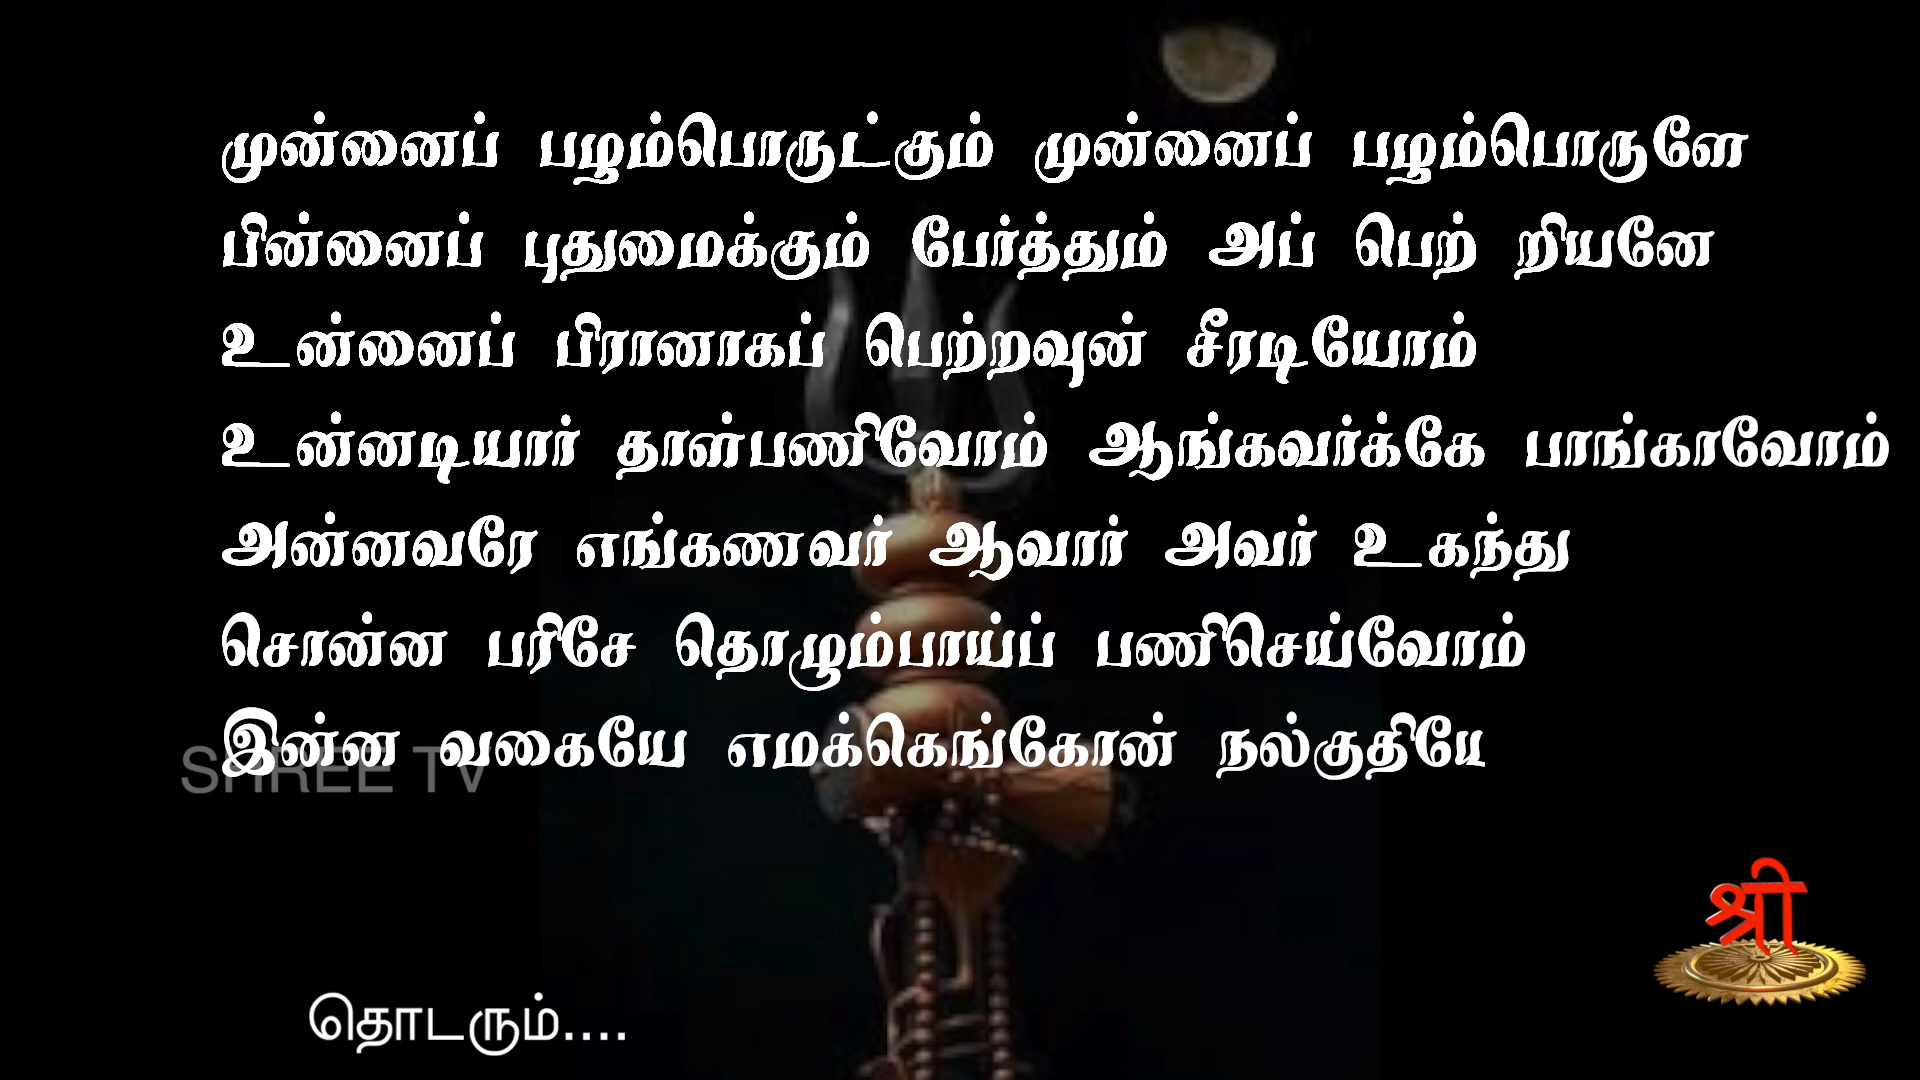 முன்னைப் பழம்பொருட்கும் முன்னைப் பழம்பொருளே
பின்னைப் புதுமைக்கும் பேர்த்தும் அப் பெற் றியனே
உன்னைப் பிரானாகப் பெற்றவுன் சீரடியோம்
உன்னடியார் தாள்பணிவோம் ஆங்கவர்க்கே பாங்காவோம்
அன்னவரே எங்கணவர் ஆவார் அவர் உகந்து
சொன்ன பரிசே தொழும்பாய்ப் பணிசெய்வோம்
இன்ன வகையே எமக்கெங்கோன் நல்குதியே
SHREE TV
श्री
தொடரும்....